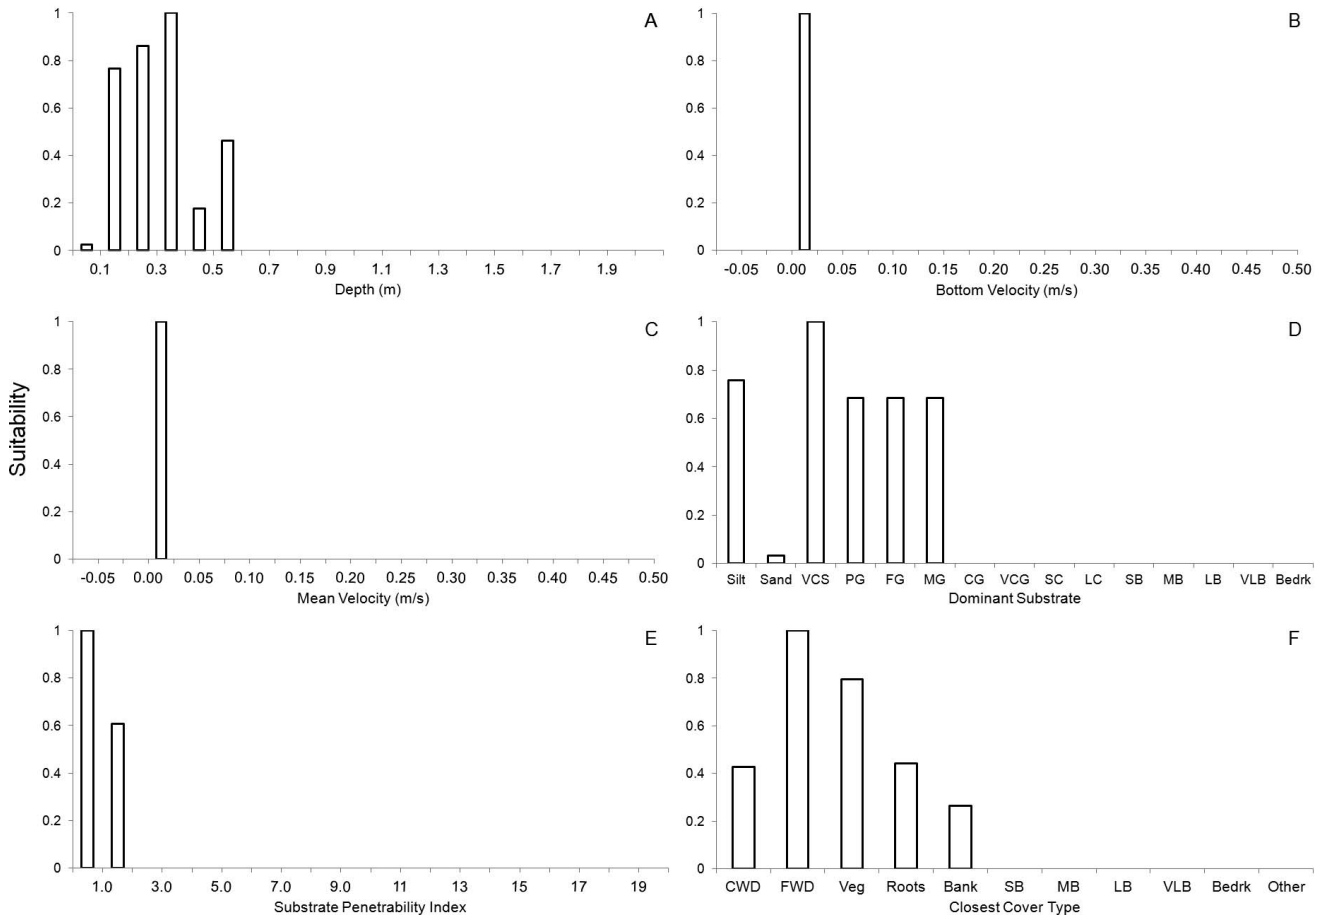 A
1
0.8
0.6
0.4
0.2
0
0.1 0.3 0.5 0.7 0.9 1.1 1.3 1.5 1.7 1.9
Depth (m)
B
1
0.8
0.6
0.4
0.2
0
-0.05 0.00 0.05 0.10 0.15 0.20 0.25 0.30 0.35 0.40 0.45 0.50
Bottom Velocity (m/s)
Suitability
C
1
0.8
0.6
0.4
0.2
0
-0.05 0.00 0.05 0.10 0.15 0.20 0.25 0.30 0.35 0.40 0.45 0.50
Mean Velocity (m/s)
D
1
0.8
0.6
0.4
0.2
0
Silt Sand VCS PG FG MG CG VCG SC LC SB MB LB VLB Bedrk
Dominant Substrate
E
1
0.8
0.6
0.4
0.2
0
1.0 3.0 5.0 7.0 9.0 11 13 15 17 19
Substrate Penetrability Index
F
1
0.8
0.6
0.4
0.2
0
CWD FWD Veg Roots Bank SB MB LB VLB Bedrk Other
Closest Cover Type